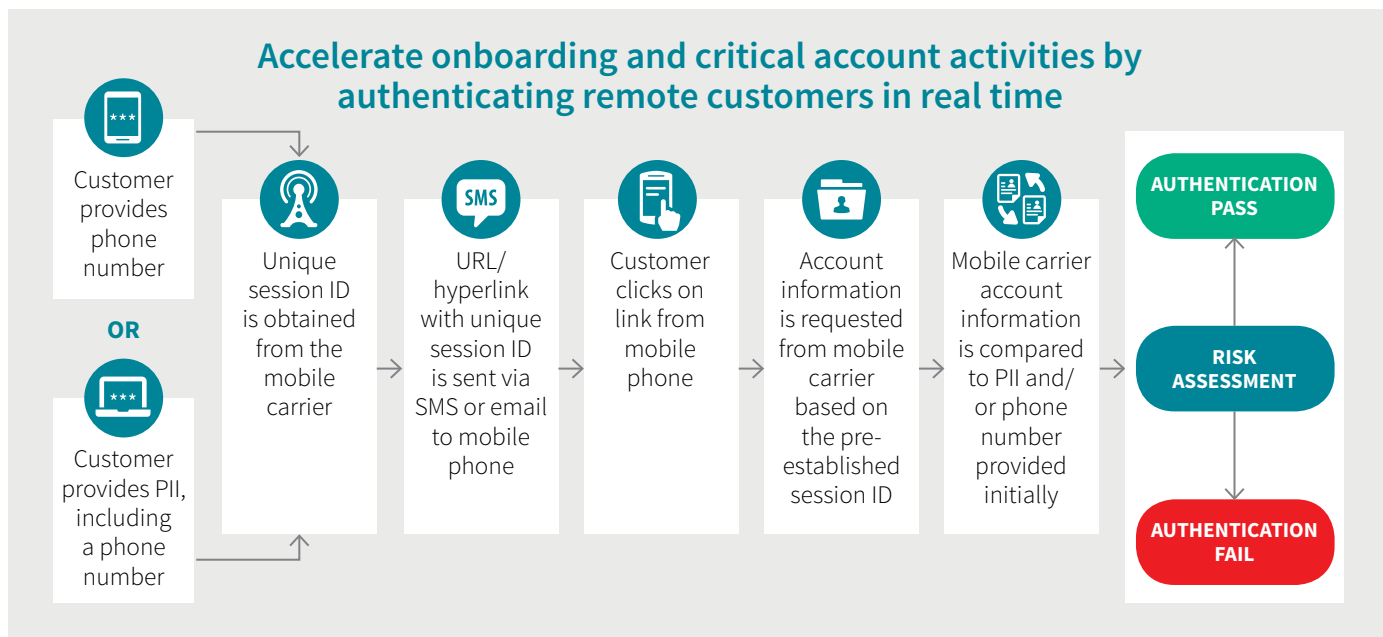 Accelerate onboarding and critical account activities by
authenticating remote customers in real time
***
Customer
provides
phone
number
OR
***
Customer
provides PII,
including
a phone
number
Unique
session ID
is obtained
from the
mobile
carrier
SMS
URL/
hyperlink
with unique
session ID
is sent via
SMS or email
to mobile
phone
Customer
clicks on
link from
mobile
phone
Account
information
is requested
from mobile
carrier
based on
the pre-
established
session ID
Mobile carrier
account
information
is compared
to PII and/
or phone
number
provided
initially
AUTHENTICATION
PASS
RISK
ASSESSMENT
AUTHENTICATION
FAIL